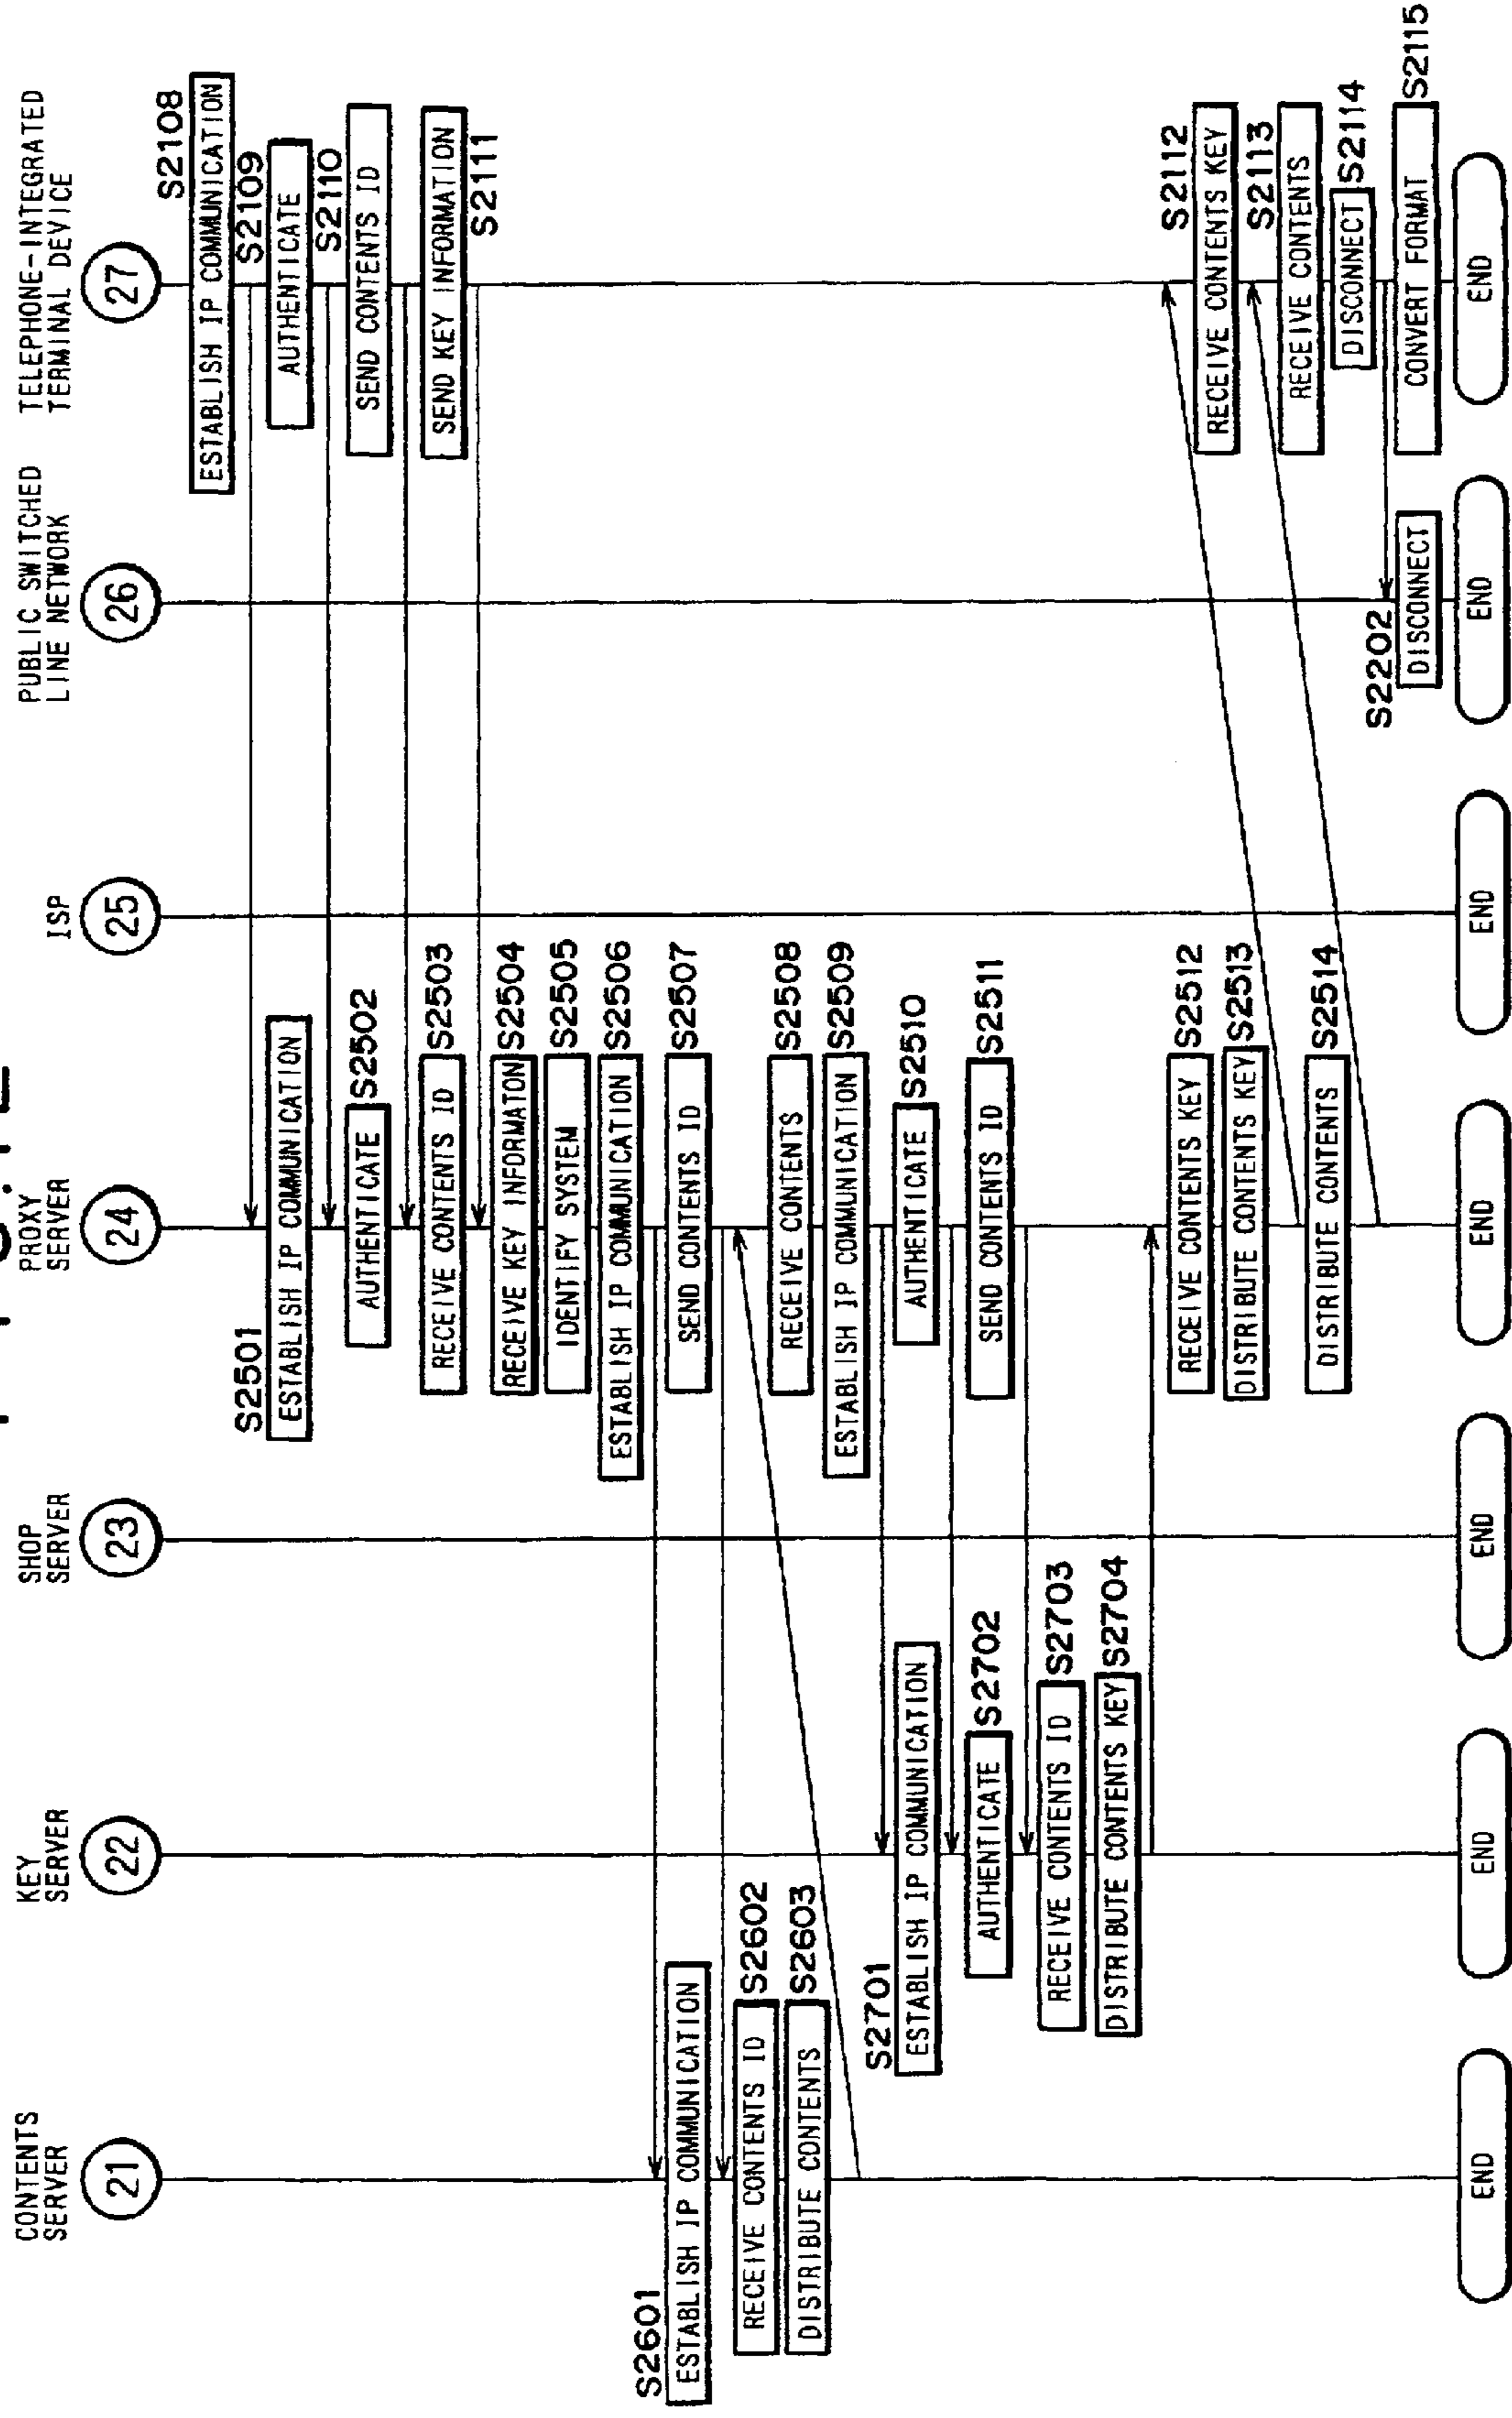 CONTENTS
SERVER
21
KEY
SERVER
22
SHOP
SERVER
23
PROXY
SERVER
24
ISP
25
PUBLIC SWITCHED
LINE NETWORK
26
TELEPHONE-INTEGRATED
TERMINAL DEVICE
27
S2108
ESTABLISH IP COMMUNICATION
S2109
AUTHENTICATE
S2110
SEND CONTENTS ID
SEND KEY INFORMATION
S2111
S2501
ESTABLISH IP COMMUNICATION
AUTHENTICATE S2502
RECEIVE CONTENTS ID S2503
RECEIVE KEY INFORMATON S2504
IDENTIFY SYSTEM S2505
ESTABLISH IP COMMUNICATION S2506
SEND CONTENTS ID S2507
S2601
ESTABLISH IP COMMUNICATION
RECEIVE CONTENTS ID S2602
DISTRIBUTE CONTENTS S2603
RECEIVE CONTENTS S2508
ESTABLISH IP COMMUNICATION S2509
AUTHENTICATE S2510
SEND CONTENTS ID S2511
S2701
ESTABLISH IP COMMUNICATION
AUTHENTICATE S2702
RECEIVE CONTENTS ID S2703
DISTRIBUTE CONTENTS KEY S2704
RECEIVE CONTENTS KEY S2512
DISTRIBUTE CONTENTS KEY S2513
DISTRIBUTE CONTENTS S2514
S2112
RECEIVE CONTENTS KEY
S2113
RECEIVE CONTENTS
DISCONNECT S2114
CONVERT FORMAT S2115
S2202
DISCONNECT
END
END
END
END
END
END
END